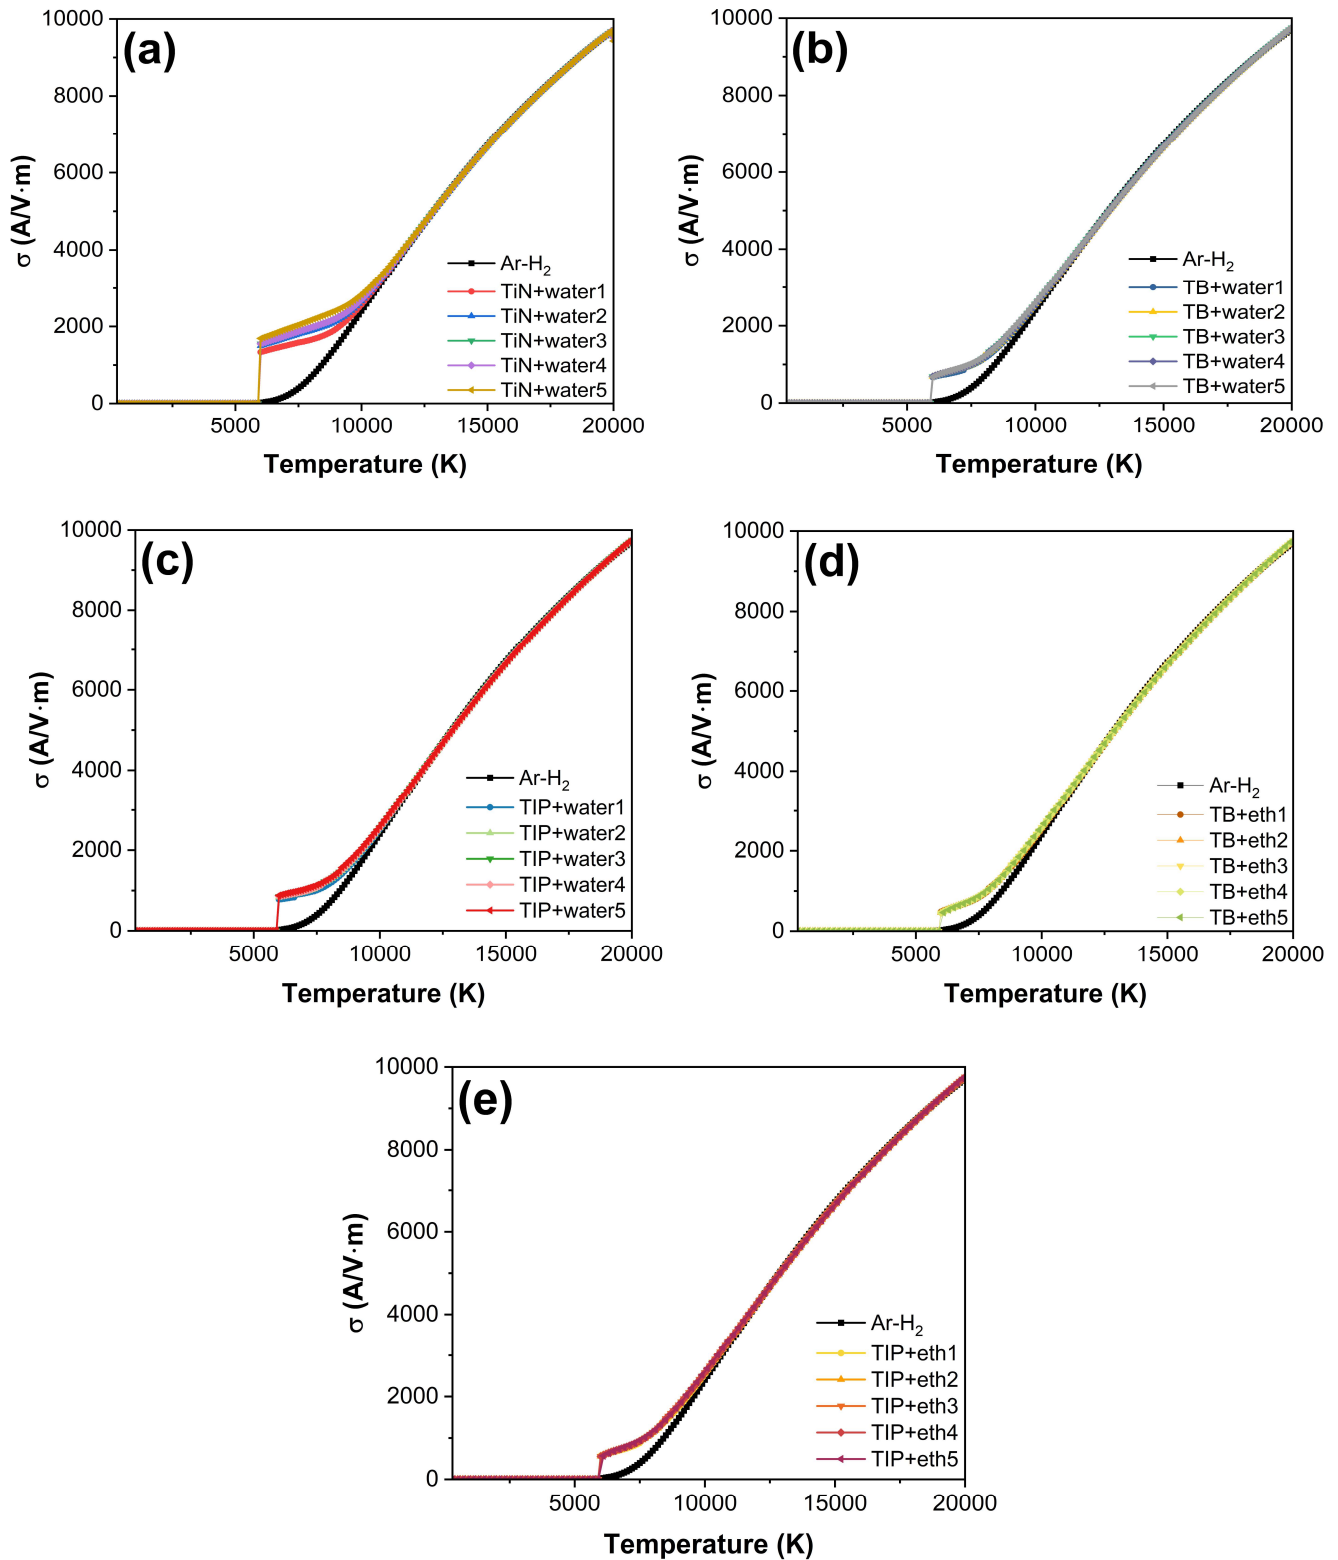 (a)
10000
8000
6000
4000
2000
0
σ (A/V·m)
Ar-H2
TiN+water1
TiN+water2
TiN+water3
TiN+water4
TiN+water5
5000 10000 15000 20000
Temperature (K)
(b)
10000
8000
6000
4000
2000
0
σ (A/V·m)
Ar-H2
TB+water1
TB+water2
TB+water3
TB+water4
TB+water5
5000 10000 15000 20000
Temperature (K)
(c)
10000
8000
6000
4000
2000
0
σ (A/V·m)
Ar-H2
TIP+water1
TIP+water2
TIP+water3
TIP+water4
TIP+water5
5000 10000 15000 20000
Temperature (K)
(d)
10000
8000
6000
4000
2000
0
σ (A/V·m)
Ar-H2
TB+eth1
TB+eth2
TB+eth3
TB+eth4
TB+eth5
5000 10000 15000 20000
Temperature (K)
(e)
10000
8000
6000
4000
2000
0
σ (A/V·m)
Ar-H2
TIP+eth1
TIP+eth2
TIP+eth3
TIP+eth4
TIP+eth5
5000 10000 15000 20000
Temperature (K)